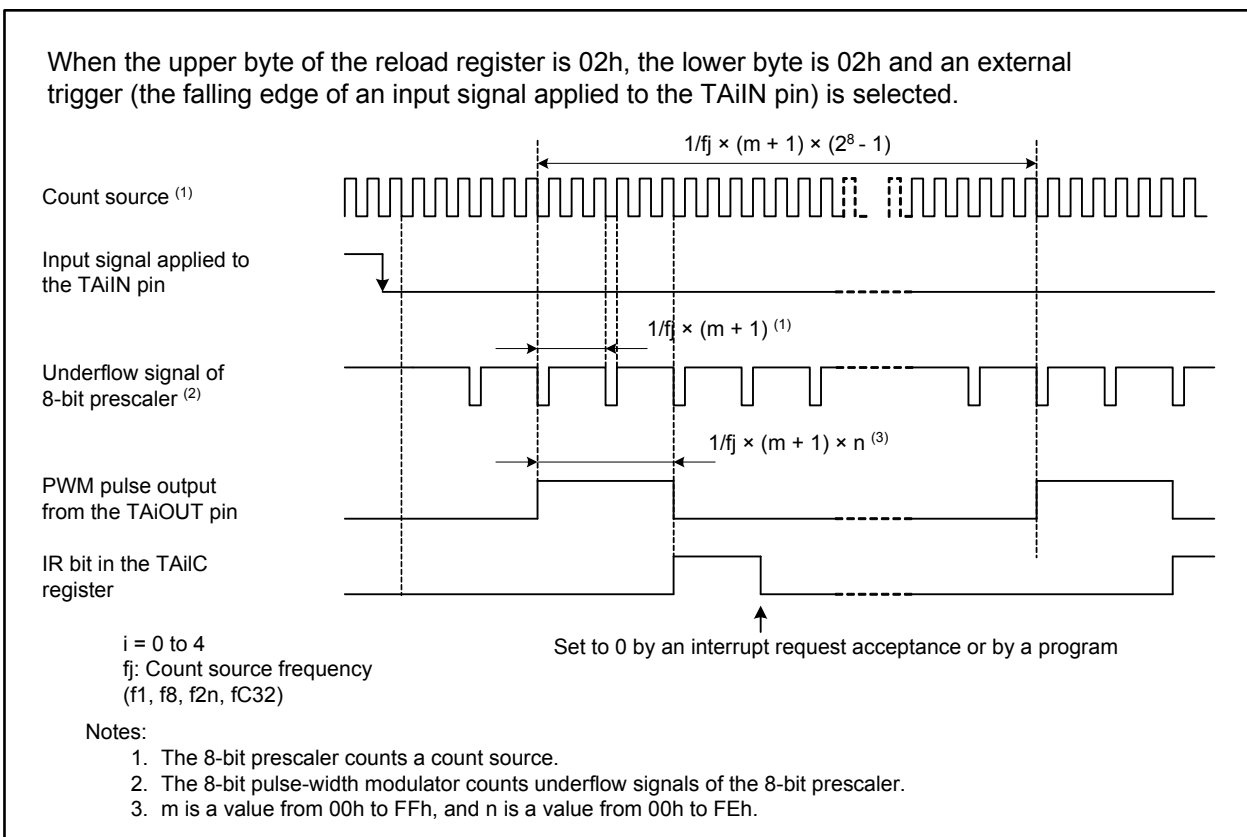 When the upper byte of the reload register is 02h, the lower byte is 02h and an external
trigger (the falling edge of an input signal applied to the TAiIN pin) is selected.
1/fj × (m + 1) × (2⁸ - 1)
Count source (1)
Input signal applied to
the TAiIN pin
1/fj × (m + 1) (1)
Underflow signal of
8-bit prescaler (2)
1/fj × (m + 1) × n (3)
PWM pulse output
from the TAiOUT pin
IR bit in the TAiIC
register
Set to 0 by an interrupt request acceptance or by a program
i = 0 to 4
fj: Count source frequency
(f1, f8, f2n, fC32)
Notes:
1. The 8-bit prescaler counts a count source.
2. The 8-bit pulse-width modulator counts underflow signals of the 8-bit prescaler.
3. m is a value from 00h to FFh, and n is a value from 00h to FEh.